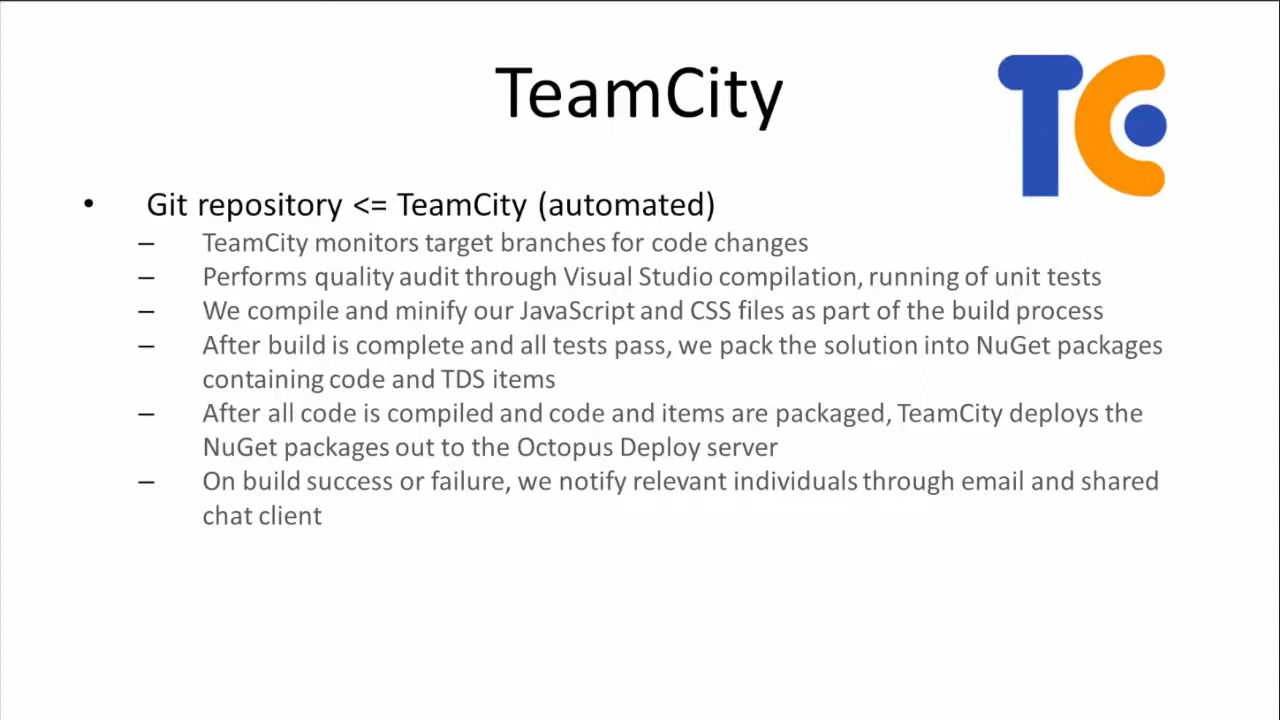 TeamCity
TC
• Git repository <= TeamCity (automated)
– TeamCity monitors target branches for code changes
– Performs quality audit through Visual Studio compilation, running of unit tests
– We compile and minify our JavaScript and CSS files as part of the build process
– After build is complete and all tests pass, we pack the solution into NuGet packages
containing code and TDS items
– After all code is compiled and code and items are packaged, TeamCity deploys the
NuGet packages out to the Octopus Deploy server
– On build success or failure, we notify relevant individuals through email and shared
chat client